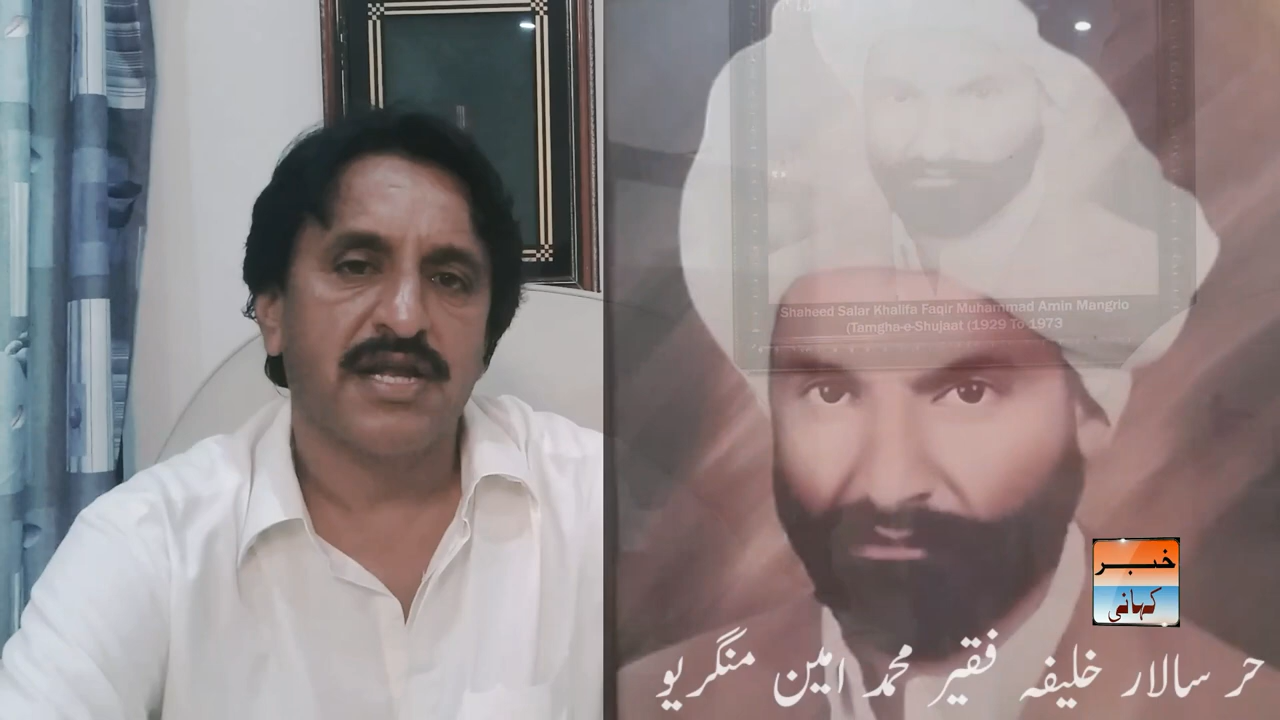 Shaheed Salar Khalifa Faqir Muhammad Amin Mangrio
(Tamgha-e-Shujaat (1929 To 1973
خبر
کہانی
حر سالار خلیفہ فقیر محمد امین منگریو